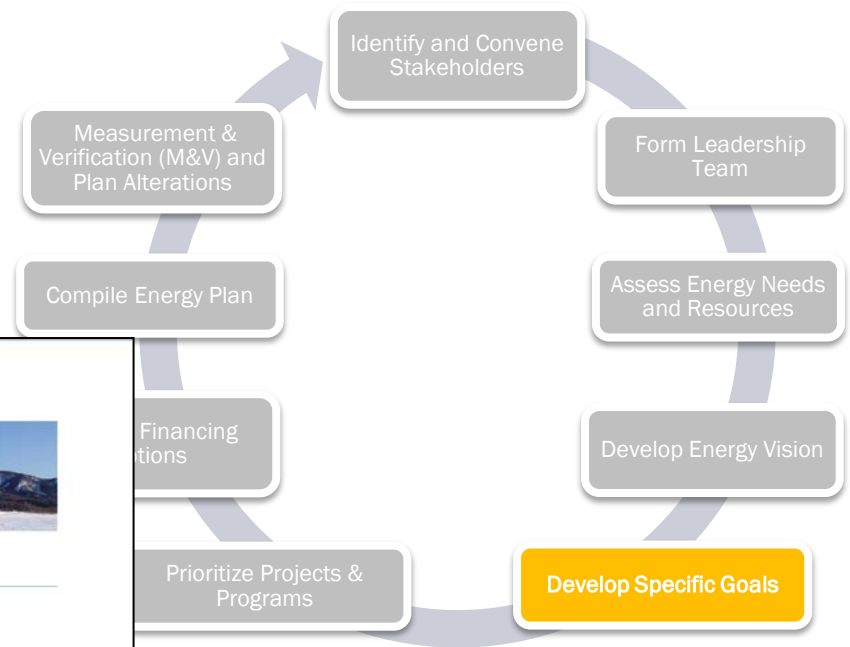 Identify and Convene
Stakeholders
Form Leadership
Team
Assess Energy Needs
and Resources
Develop Energy Vision
Develop Specific Goals
Prioritize Projects &
Programs
Financing
Compile Energy Plan
Measurement &
Verification (M&V) and
Plan Alterations